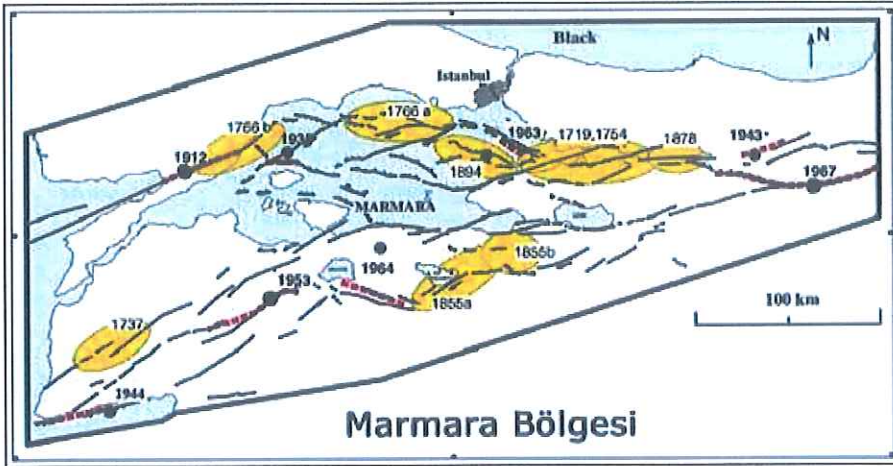 Black
N
Istanbul
1766 a
1766 b
1963
1719, 1754
1878
1943
1912
1894
1967
MARMARA
1964
1855b
1953
1855a
100 km
1737
1944
Marmara Bölgesi